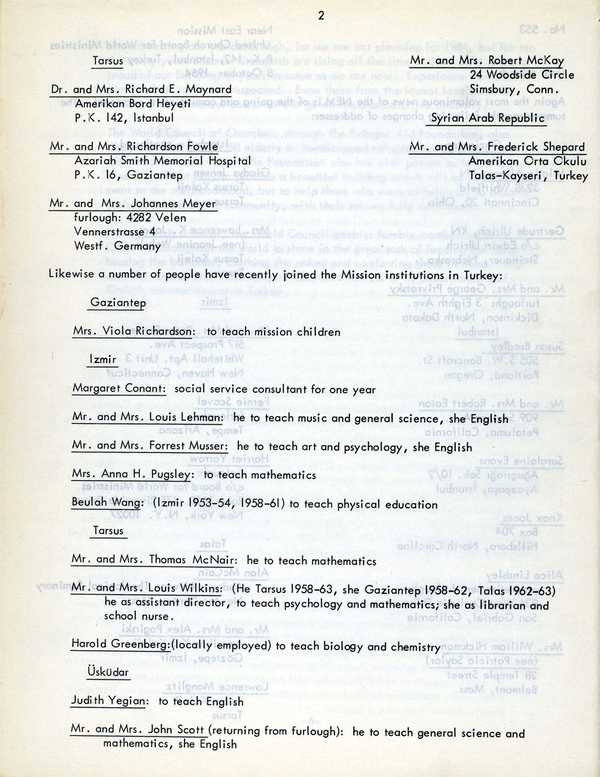 2
Tarsus
Dr. and Mrs. Richard E. Maynard
Amerikan Bord Heyeti
P.K. 142, Istanbul
Mr. and Mrs. Richardson Fowle
Azariah Smith Memorial Hospital
P.K. 16, Gaziantep
Mr. and Mrs. Johannes Meyer
furlough: 4282 Velen
Vennerstrasse 4
Westf. Germany
Mr. and Mrs. Robert McKay
24 Woodside Circle
Simsbury, Conn.
Syrian Arab Republic
Mr. and Mrs. Frederick Shepard
Amerikan Orta Okulu
Talas-Kayseri, Turkey
Likewise a number of people have recently joined the Mission institutions in Turkey:
Gaziantep
Mrs. Viola Richardson: to teach mission children
Izmir
Margaret Conant: social service consultant for one year
Mr. and Mrs. Louis Lehman: he to teach music and general science, she English
Mr. and Mrs. Forrest Musser: he to teach art and psychology, she English
Mrs. Anna H. Pugsley: to teach mathematics
Beulah Wang: (Izmir 1953-54, 1958-61) to teach physical education
Tarsus
Mr. and Mrs. Thomas McNair: he to teach mathematics
Mr. and Mrs. Louis Wilkins: (He Tarsus 1958-63, she Gaziantep 1958-62, Talas 1962-63)
he as assistant director, to teach psychology and mathematics; she as librarian and
school nurse.
Harold Greenberg:(locally employed) to teach biology and chemistry
Üsküdar
Judith Yegian: to teach English
Mr. and Mrs. John Scott (returning from furlough): he to teach general science and
mathematics, she English